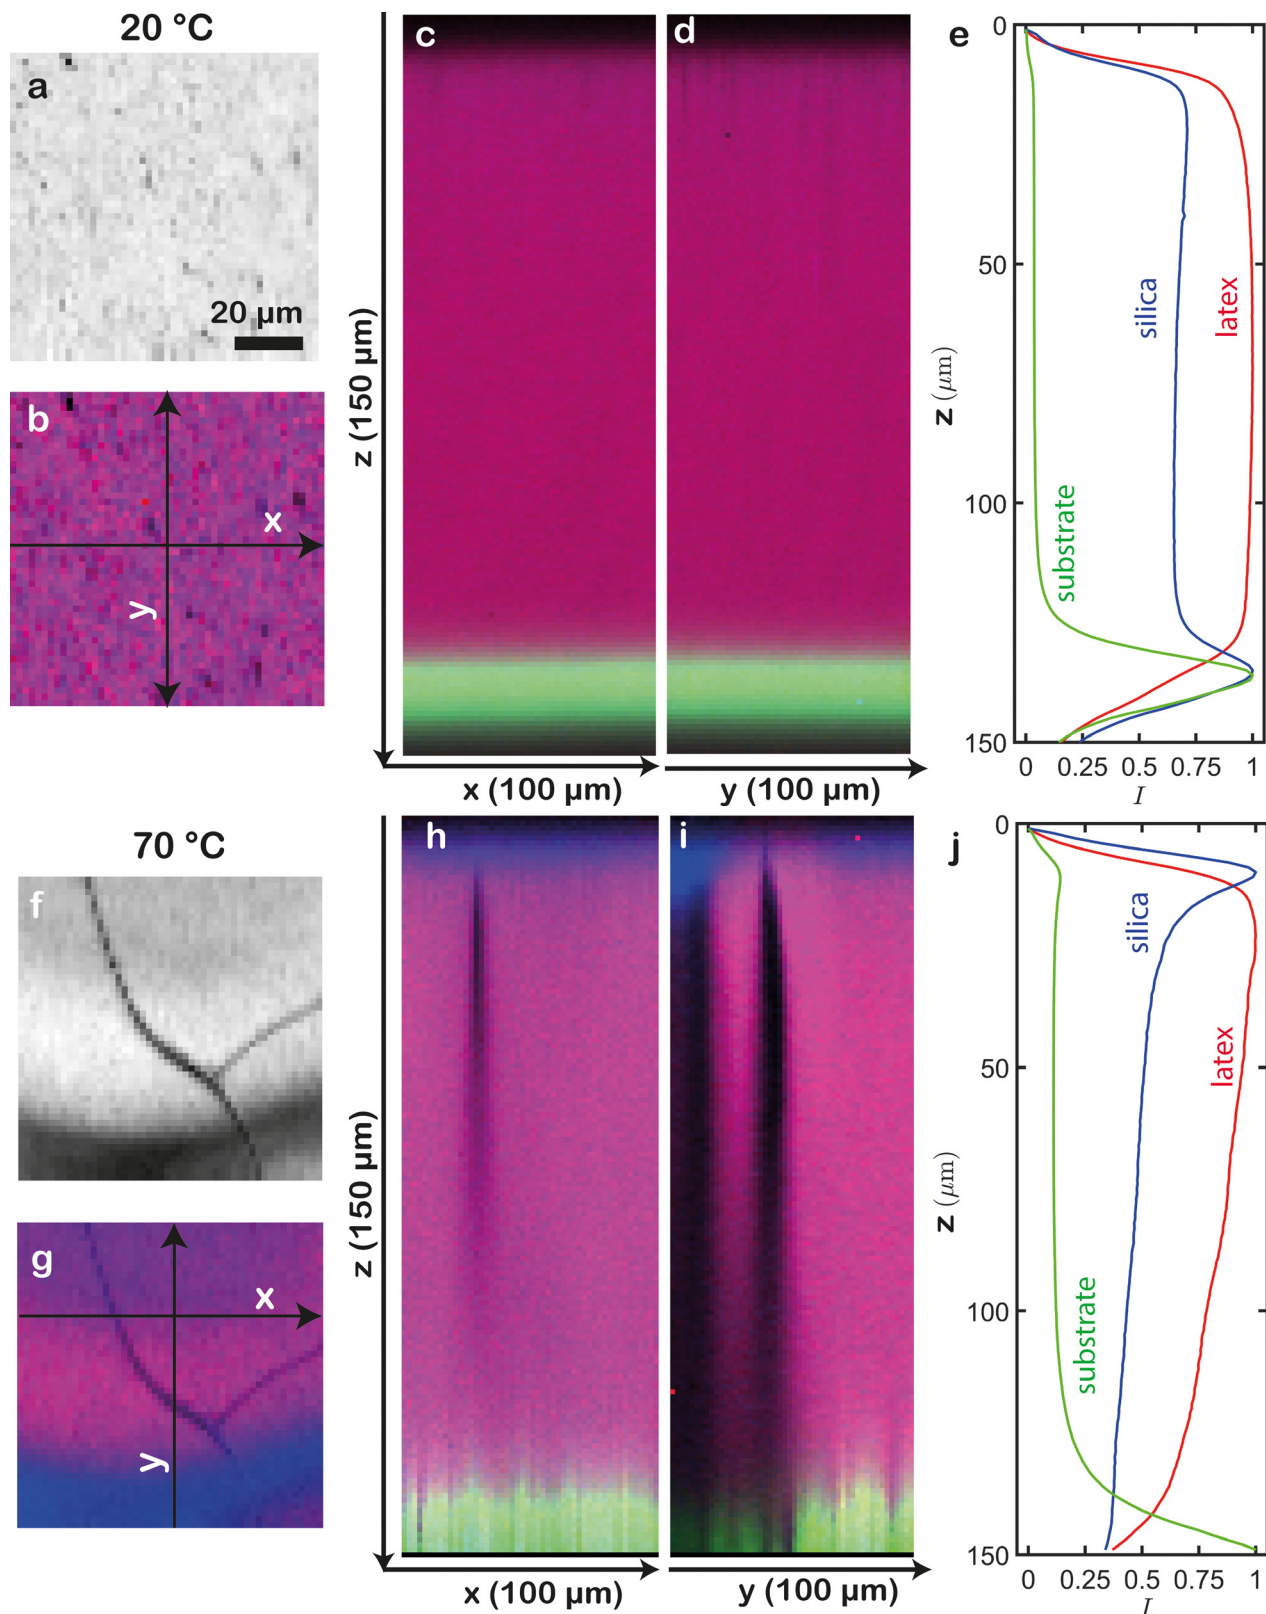 20 °C
a
20 µm
b
x
y
z (150 µm)
c
d
x (100 µm)
y (100 µm)
e
0
50
100
150
z (µm)
silica
latex
substrate
0 0.25 0.5 0.75 1
I
70 °C
f
g
x
y
z (150 µm)
h
i
x (100 µm)
y (100 µm)
j
0
50
100
150
z (µm)
silica
latex
substrate
0 0.25 0.5 0.75 1
I